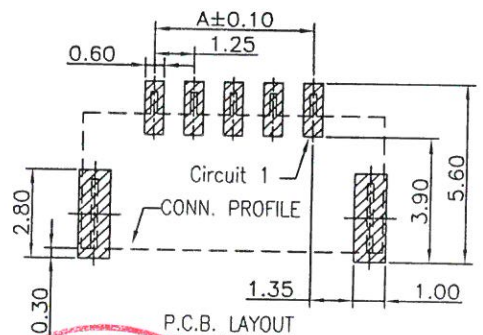 A±0.10
1.25
0.60
Circuit 1
CONN. PROFILE
2.80
0.30
3.90
5.60
1.35
1.00
P.C.B. LAYOUT